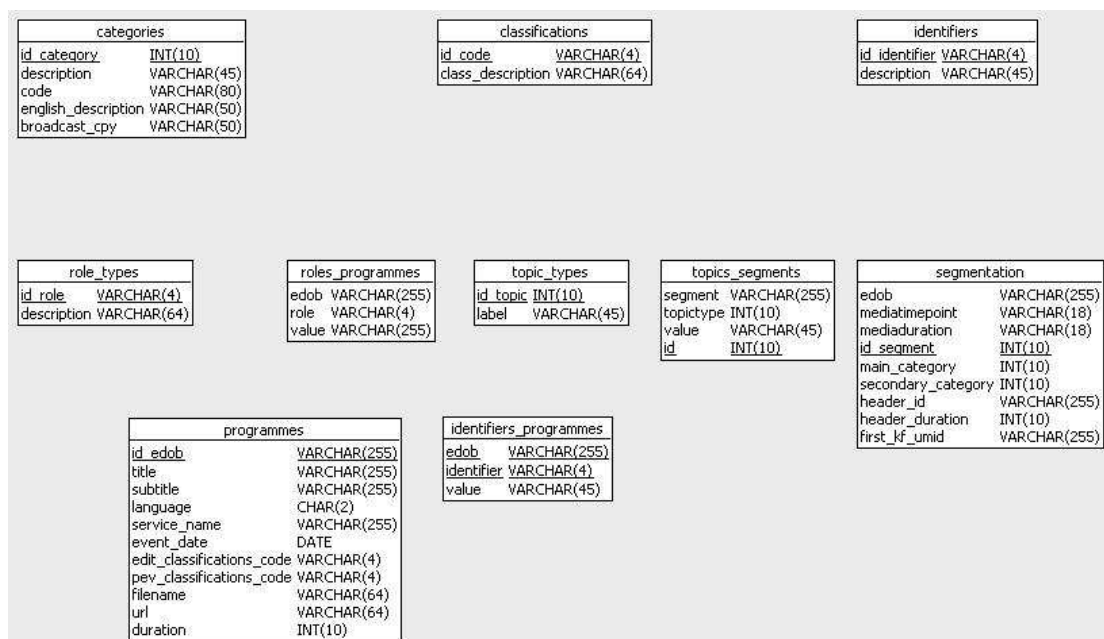 categories
id_category INT(10)
description VARCHAR(45)
code VARCHAR(80)
english_description VARCHAR(50)
broadcast_cpy VARCHAR(50)
classifications
id_code VARCHAR(4)
class_description VARCHAR(64)
identifiers
id_identifier VARCHAR(4)
description VARCHAR(45)
role_types
id_role VARCHAR(4)
description VARCHAR(64)
roles_programmes
edob VARCHAR(255)
role VARCHAR(4)
value VARCHAR(255)
topic_types
id_topic INT(10)
label VARCHAR(45)
topics_segments
segment VARCHAR(255)
topictype INT(10)
value VARCHAR(45)
id INT(10)
segmentation
edob VARCHAR(255)
mediatimepoint VARCHAR(18)
mediaduration VARCHAR(18)
id_segment INT(10)
main_category INT(10)
secondary_category INT(10)
header_id VARCHAR(255)
header_duration INT(10)
first_kf_umid VARCHAR(255)
programmes
id_edob VARCHAR(255)
title VARCHAR(255)
subtitle VARCHAR(255)
language CHAR(2)
service_name VARCHAR(255)
event_date DATE
edit_classifications_code VARCHAR(4)
pev_classifications_code VARCHAR(4)
filename VARCHAR(64)
url VARCHAR(64)
duration INT(10)
identifiers_programmes
edob VARCHAR(255)
identifier VARCHAR(4)
value VARCHAR(45)